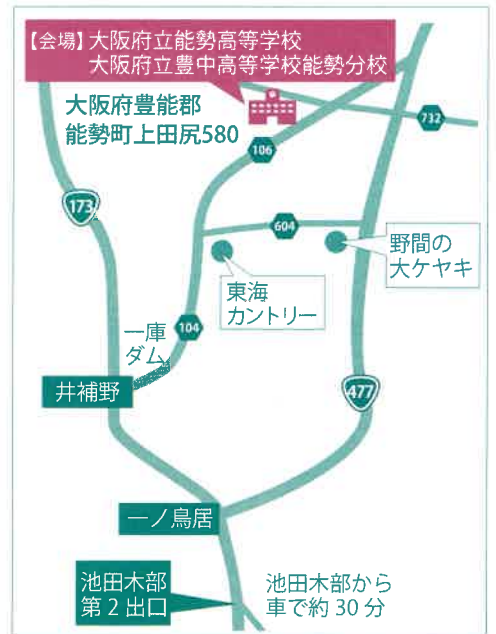 【会場】大阪府立能勢高等学校
大阪府立豊中高等学校能勢分校
大阪府豊能郡
能勢町上田尻580
732
106
173
604
野間の
大ケヤキ
東海
カントリー
一庫
ダム
104
井補野
477
一ノ鳥居
池田木部
第2出口
池田木部から
車で約30分